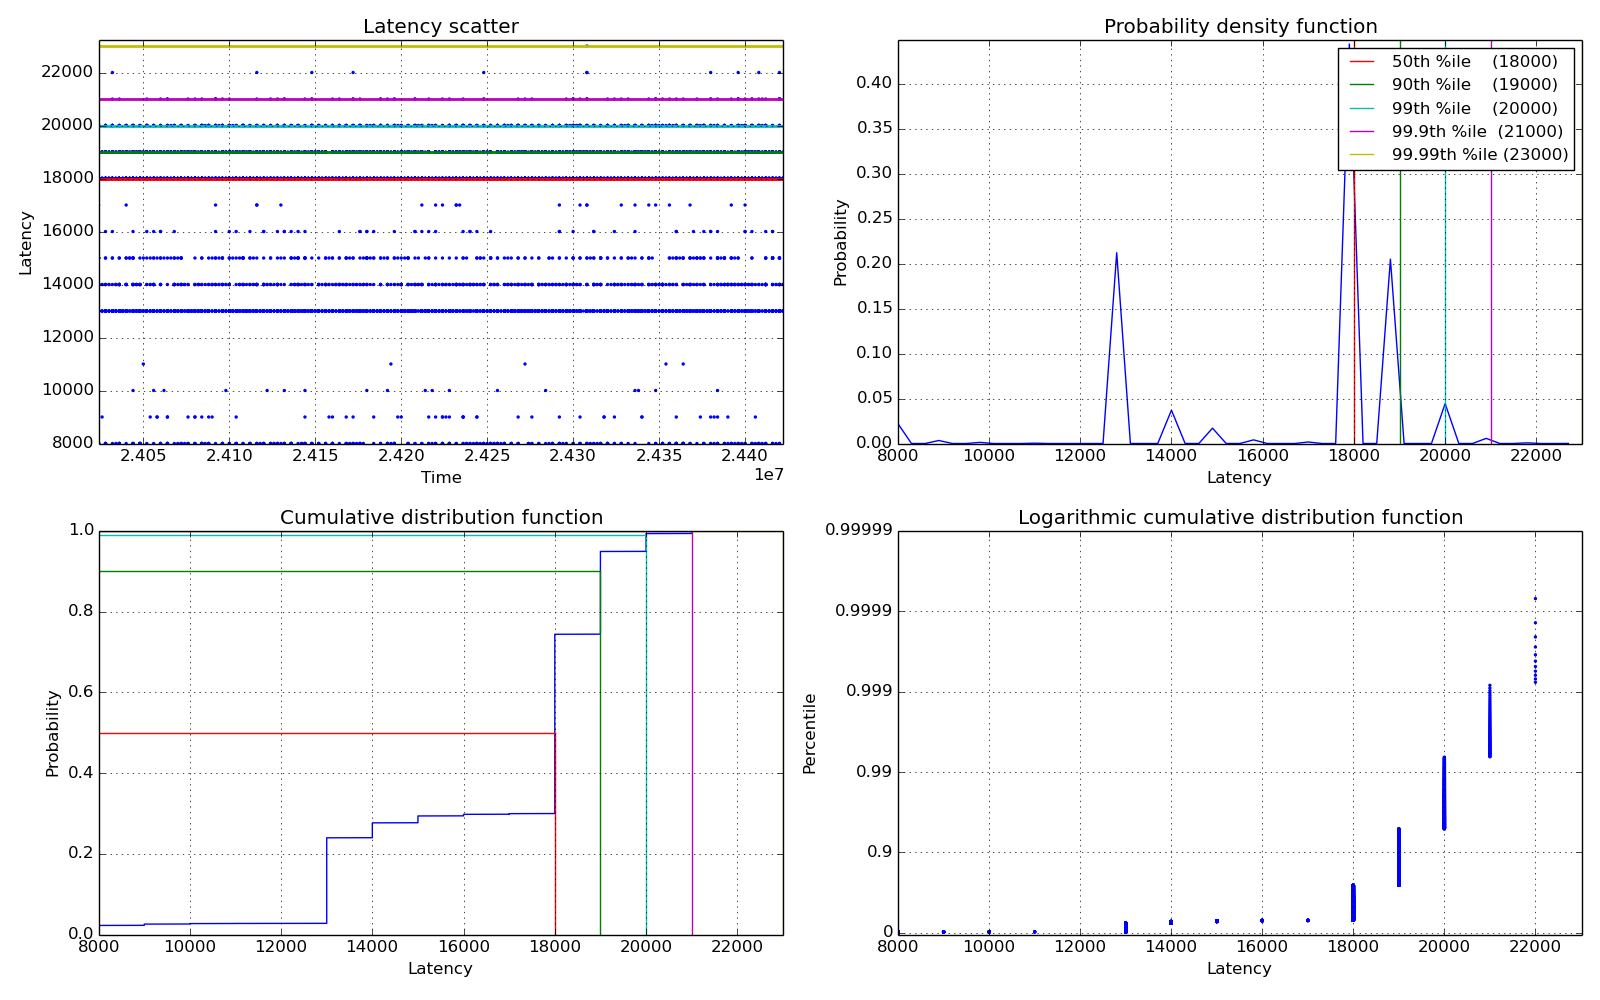 Latency scatter
22000
20000
18000
16000
14000
12000
10000
8000
Latency
2.405 2.410 2.415 2.420 2.425 2.430 2.435 2.440
1e7
Time
Probability density function
50th %ile (18000)
90th %ile (19000)
99th %ile (20000)
99.9th %ile (21000)
99.99th %ile (23000)
0.40
0.35
0.30
0.25
0.20
0.15
0.10
0.05
0.00
Probability
8000 10000 12000 14000 16000 18000 20000 22000
Latency
Cumulative distribution function
1.0
0.8
0.6
0.4
0.2
0.0
Probability
8000 10000 12000 14000 16000 18000 20000 22000
Latency
Logarithmic cumulative distribution function
0.99999
0.9999
0.999
0.99
0.9
0
Percentile
8000 10000 12000 14000 16000 18000 20000 22000
Latency